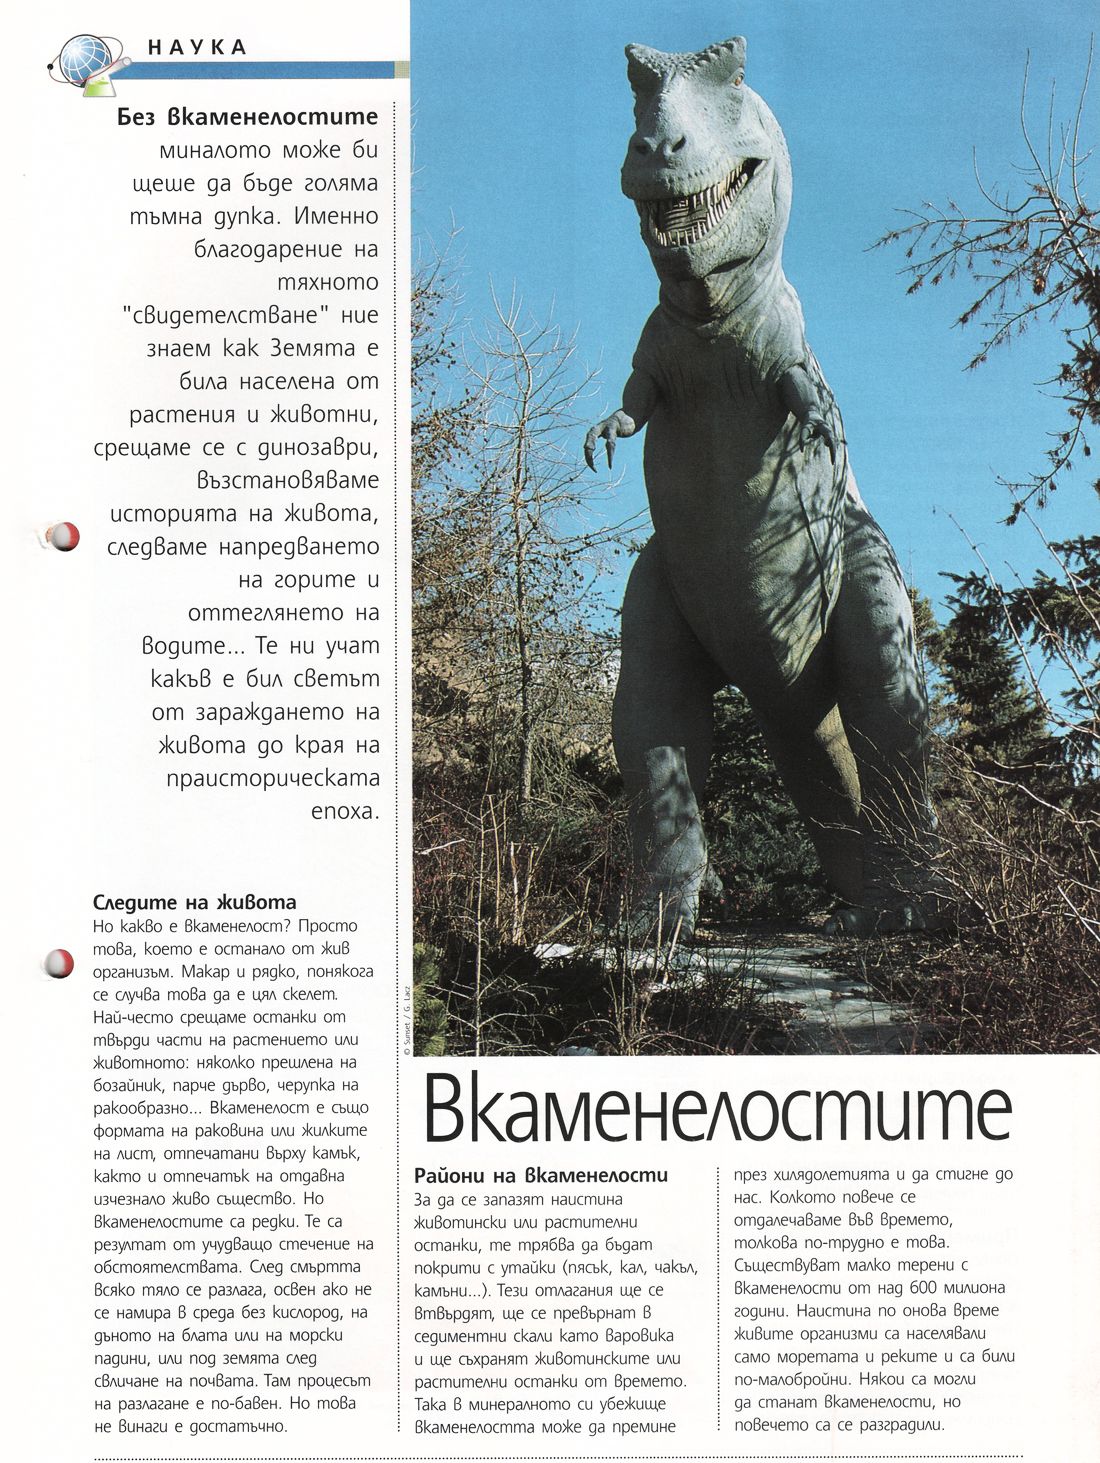 НАУКА
Без вкаменелостите
миналото може би
щеше да бъде голяма
тъмна дупка. Именно
благодарение на
тяхното
"свидетелстване" ние
знаем как Земята е
била населена от
растения и животни,
срещаме се с динозаври,
възстановяваме
историята на живота,
следваме напредването
на горите и
оттеглянето на
водите... Те ни учат
какъв е бил светът
от зараждането на
живота до края на
праисторическата
епоха.
Следите на живота
Но какво е вкаменелост? Просто
това, което е останало от жив
организъм. Макар и рядко, понякога
се случва това да е цял скелет.
Най-често срещаме останки от
твърди части на растението или
животното: няколко прешлена на
бозайник, парче дърво, черупка на
ракообразно... Вкаменелост е също
формата на раковина или жилките
на лист, отпечатани върху камък,
както и отпечатък на отдавна
изчезнало живо същество. Но
вкаменелостите са редки. Те са
резултат от учудващо стечение на
обстоятелствата. След смъртта
всяко тяло се разлага, освен ако не
се намира в среда без кислород, на
дъното на блата или на морски
падини, или под земята след
свличане на почвата. Там процесът
на разлагане е по-бавен. Но това
не винаги е достатъчно.
© Sunset / G. Lacz
Вкаменелостите
Райони на вкаменелости
За да се запазят наистина
животински или растителни
останки, те трябва да бъдат
покрити с утайки (пясък, кал, чакъл,
камъни...). Тези отлагания ще се
втвърдят, ще се превърнат в
седиментни скали като варовика
и ще съхранят животинските или
растителни останки от времето.
Така в минералното си убежище
вкаменелостта може да премине
през хилядолетията и да стигне до
нас. Колкото повече се
отдалечаваме във времето,
толкова по-трудно е това.
Съществуват малко терени с
вкаменелости от над 600 милиона
години. Наистина по онова време
живите организми са населявали
само моретата и реките и са били
по-малобройни. Някои са могли
да станат вкаменелости, но
повечето са се разградили.